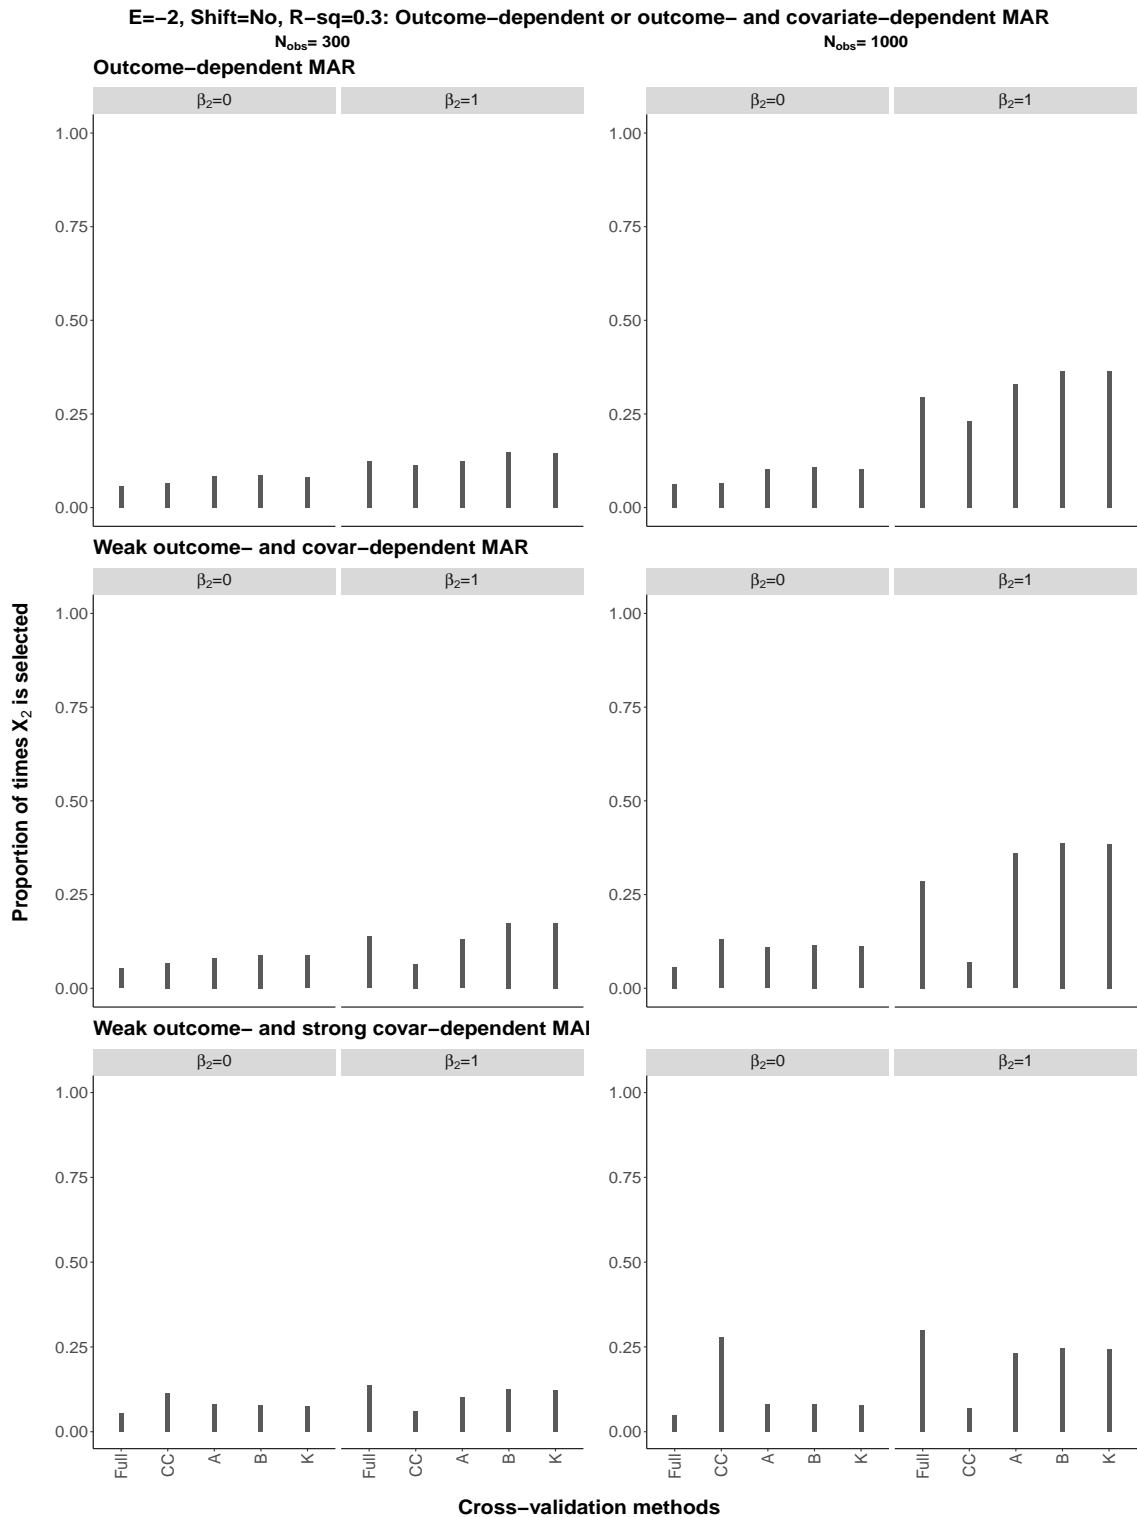 E=−2, Shift=No, R−sq=0.3: Outcome−dependent or outcome− and covariate−dependent MAR
Nobs= 300
Nobs= 1000
Outcome−dependent MAR
β2=0
β2=1
β2=0
β2=1
1.00
0.75
0.50
0.25
0.00
1.00
0.75
0.50
0.25
0.00
Weak outcome− and covar−dependent MAR
β2=0
β2=1
β2=0
β2=1
1.00
0.75
0.50
0.25
0.00
1.00
0.75
0.50
0.25
0.00
Proportion of times X2 is selected
Weak outcome− and strong covar−dependent MA
β2=0
β2=1
β2=0
β2=1
1.00
0.75
0.50
0.25
0.00
1.00
0.75
0.50
0.25
0.00
Full CC A B K
Full CC A B K
Full CC A B K
Full CC A B K
Cross−validation methods